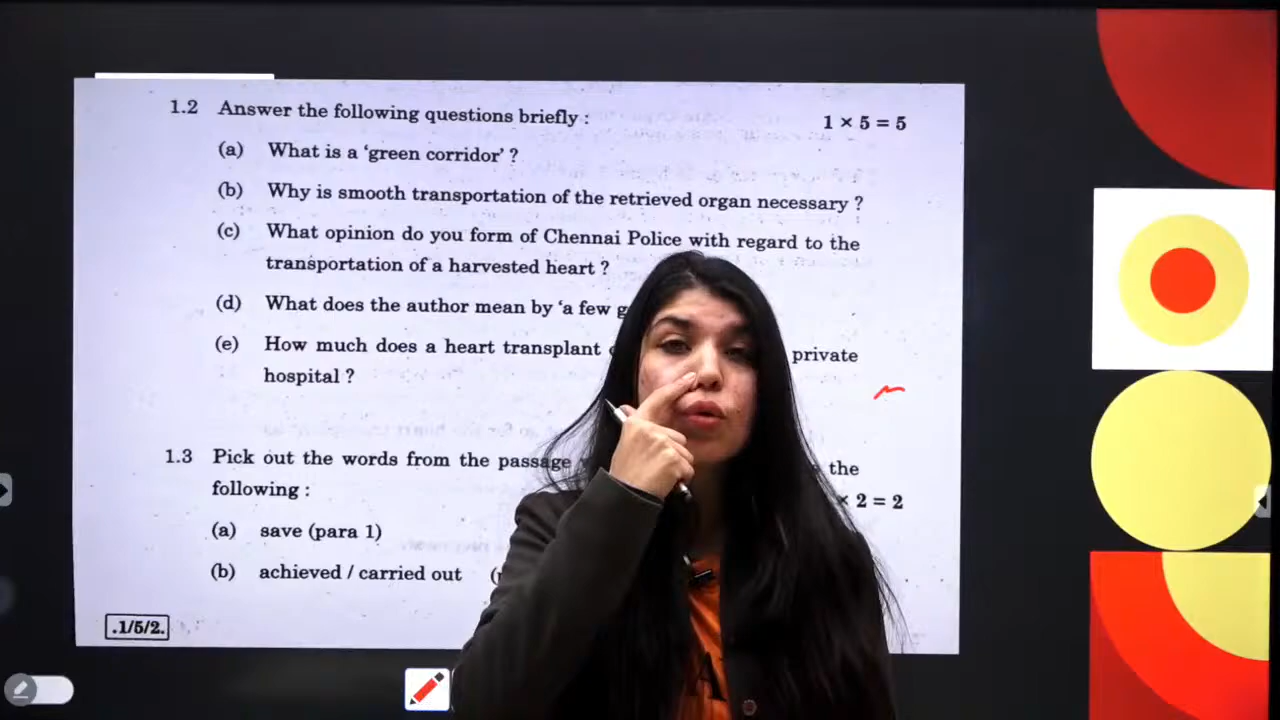 1.2 Answer the following questions briefly : 1 × 5 = 5
(a) What is a ‘green corridor’ ?
(b) Why is smooth transportation of the retrieved organ necessary ?
(c) What opinion do you form of Chennai Police with regard to the
transportation of a harvested heart ?
(d) What does the author mean by ‘a few
(e) How much does a heart transplant private
hospital ?
1.3 Pick out the words from the passage the
following : × 2 = 2
(a) save (para 1)
(b) achieved / carried out
.1/5/2.